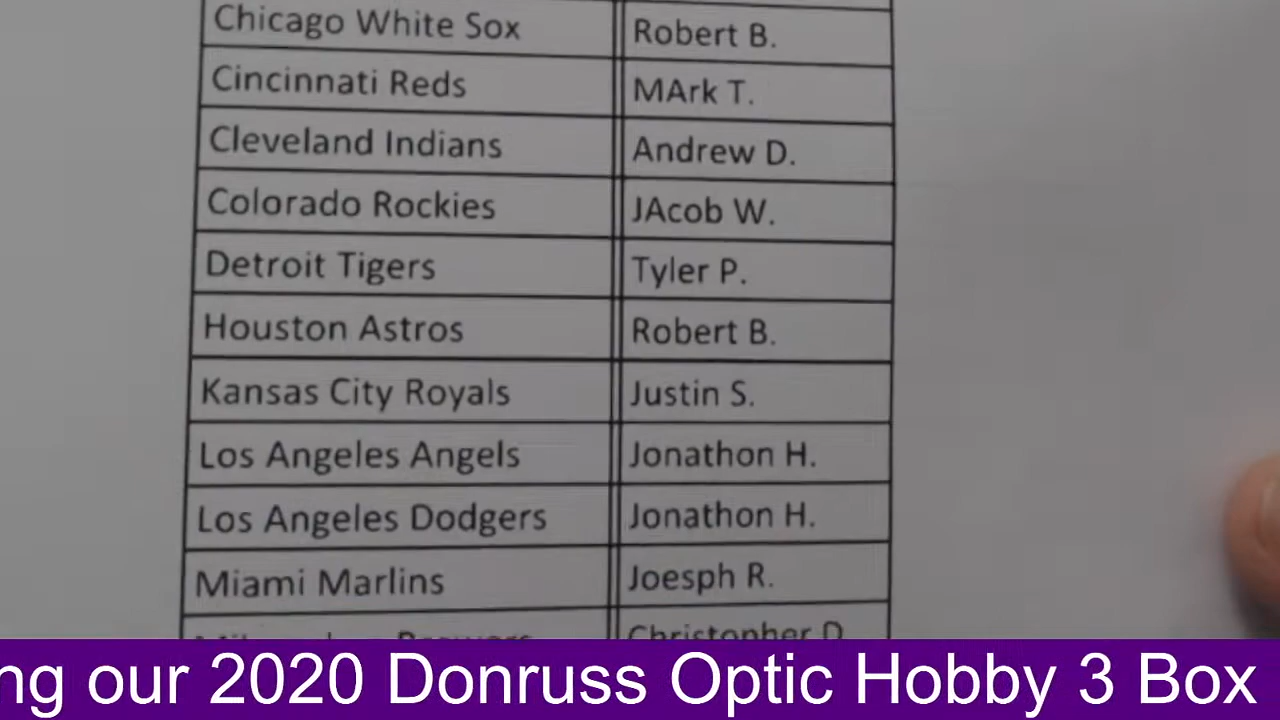 Chicago White Sox Robert B.
Cincinnati Reds MArk T.
Cleveland Indians Andrew D.
Colorado Rockies JAcob W.
Detroit Tigers Tyler P.
Houston Astros Robert B.
Kansas City Royals Justin S.
Los Angeles Angels Jonathon H.
Los Angeles Dodgers Jonathon H.
Miami Marlins Joesph R.
Brewers Christopher D
ng our 2020 Donruss Optic Hobby 3 Box